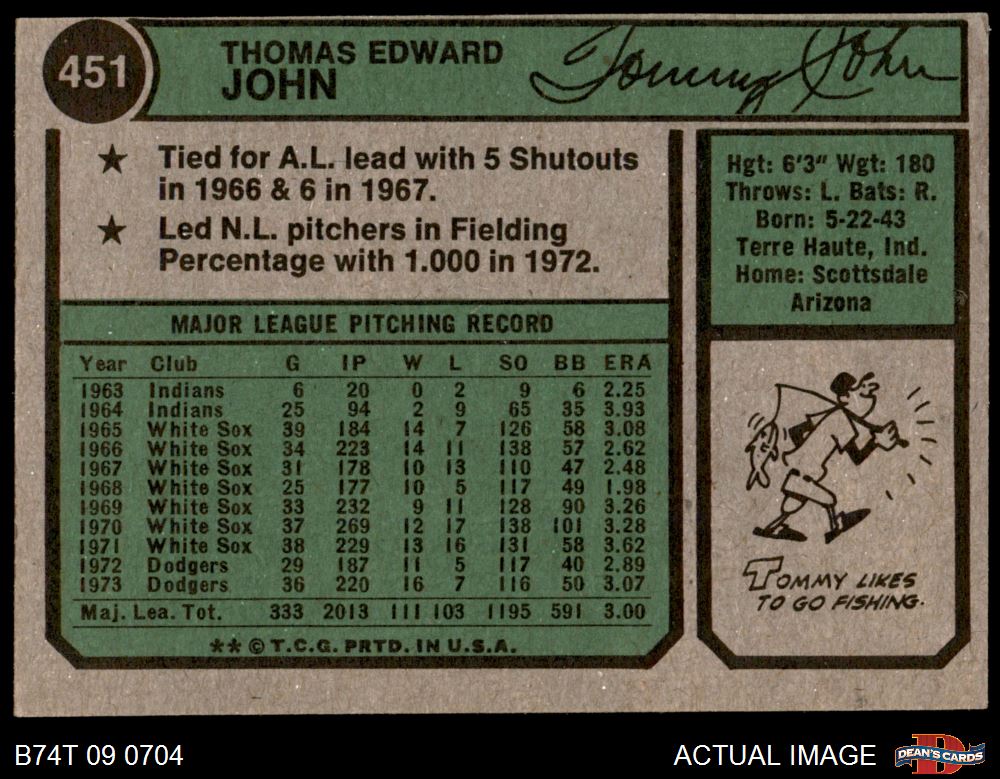 451
THOMAS EDWARD
JOHN
Tommy John
★ Tied for A.L. lead with 5 Shutouts
in 1966 & 6 in 1967.
★ Led N.L. pitchers in Fielding
Percentage with 1.000 in 1972.
Hgt: 6'3" Wgt: 180
Throws: L. Bats: R.
Born: 5-22-43
Terre Haute, Ind.
Home: Scottsdale
Arizona
MAJOR LEAGUE PITCHING RECORD
Year Club G IP W L SO BB ERA
1963 Indians 6 20 0 2 9 6 2.25
1964 Indians 25 94 2 9 65 35 3.93
1965 White Sox 39 184 14 7 126 58 3.08
1966 White Sox 34 223 14 11 138 57 2.62
1967 White Sox 31 178 10 13 110 47 2.48
1968 White Sox 25 177 10 5 117 49 1.98
1969 White Sox 33 232 9 11 128 90 3.26
1970 White Sox 37 269 12 17 138 101 3.28
1971 White Sox 38 229 13 16 131 58 3.62
1972 Dodgers 29 187 11 5 117 40 2.89
1973 Dodgers 36 220 16 7 116 50 3.07
Maj. Lea. Tot. 333 2013 111 103 1195 591 3.00
** © T.C.G. PRTD. IN U.S.A.
TOMMY LIKES
TO GO FISHING.
B74T 09 0704
ACTUAL IMAGE
DEAN'S CARDS